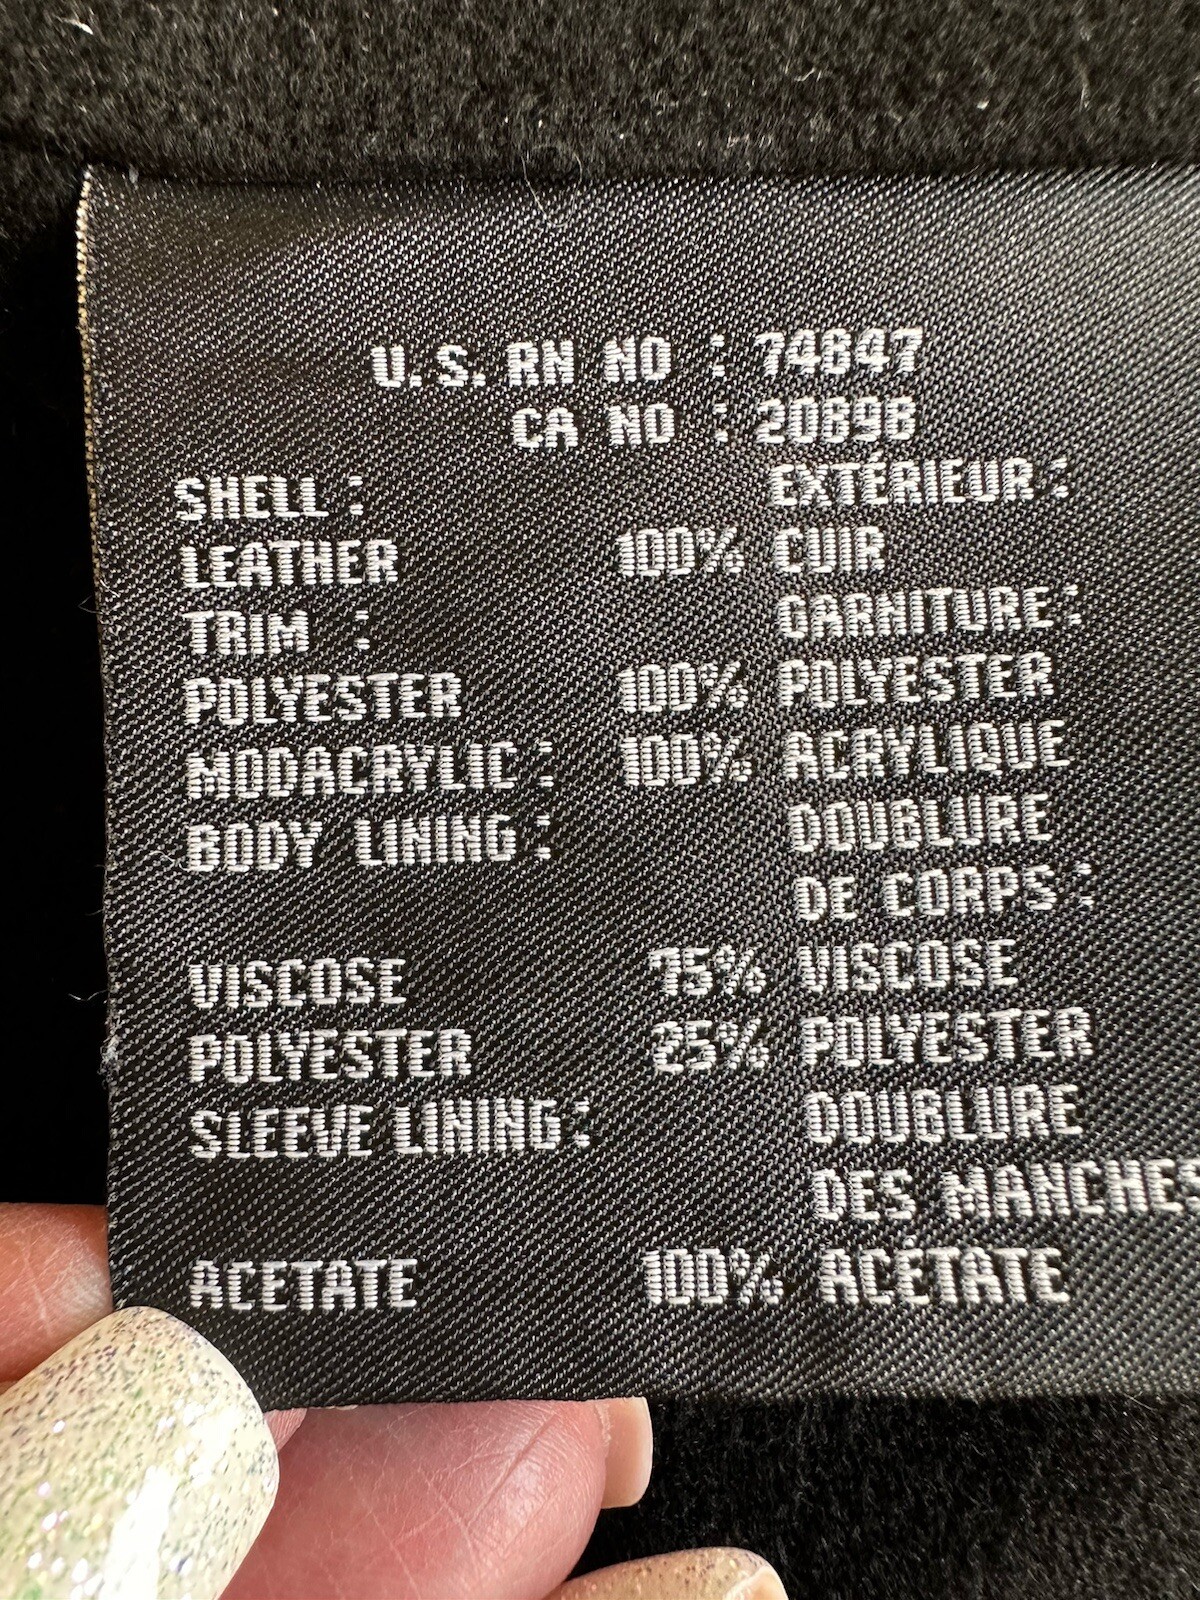 U.S. RN NO : 74847
CA NO : 20898
SHELL : EXTÉRIEUR :
LEATHER 100% CUIR
TRIM : GARNITURE :
POLYESTER 100% POLYESTER
MODACRYLIC : 100% ACRYLIQUE
BODY LINING : DOUBLURE
DE CORPS :
VISCOSE 75% VISCOSE
POLYESTER 25% POLYESTER
SLEEVE LINING : DOUBLURE
DES MANCHES
ACETATE 100% ACÉTATE